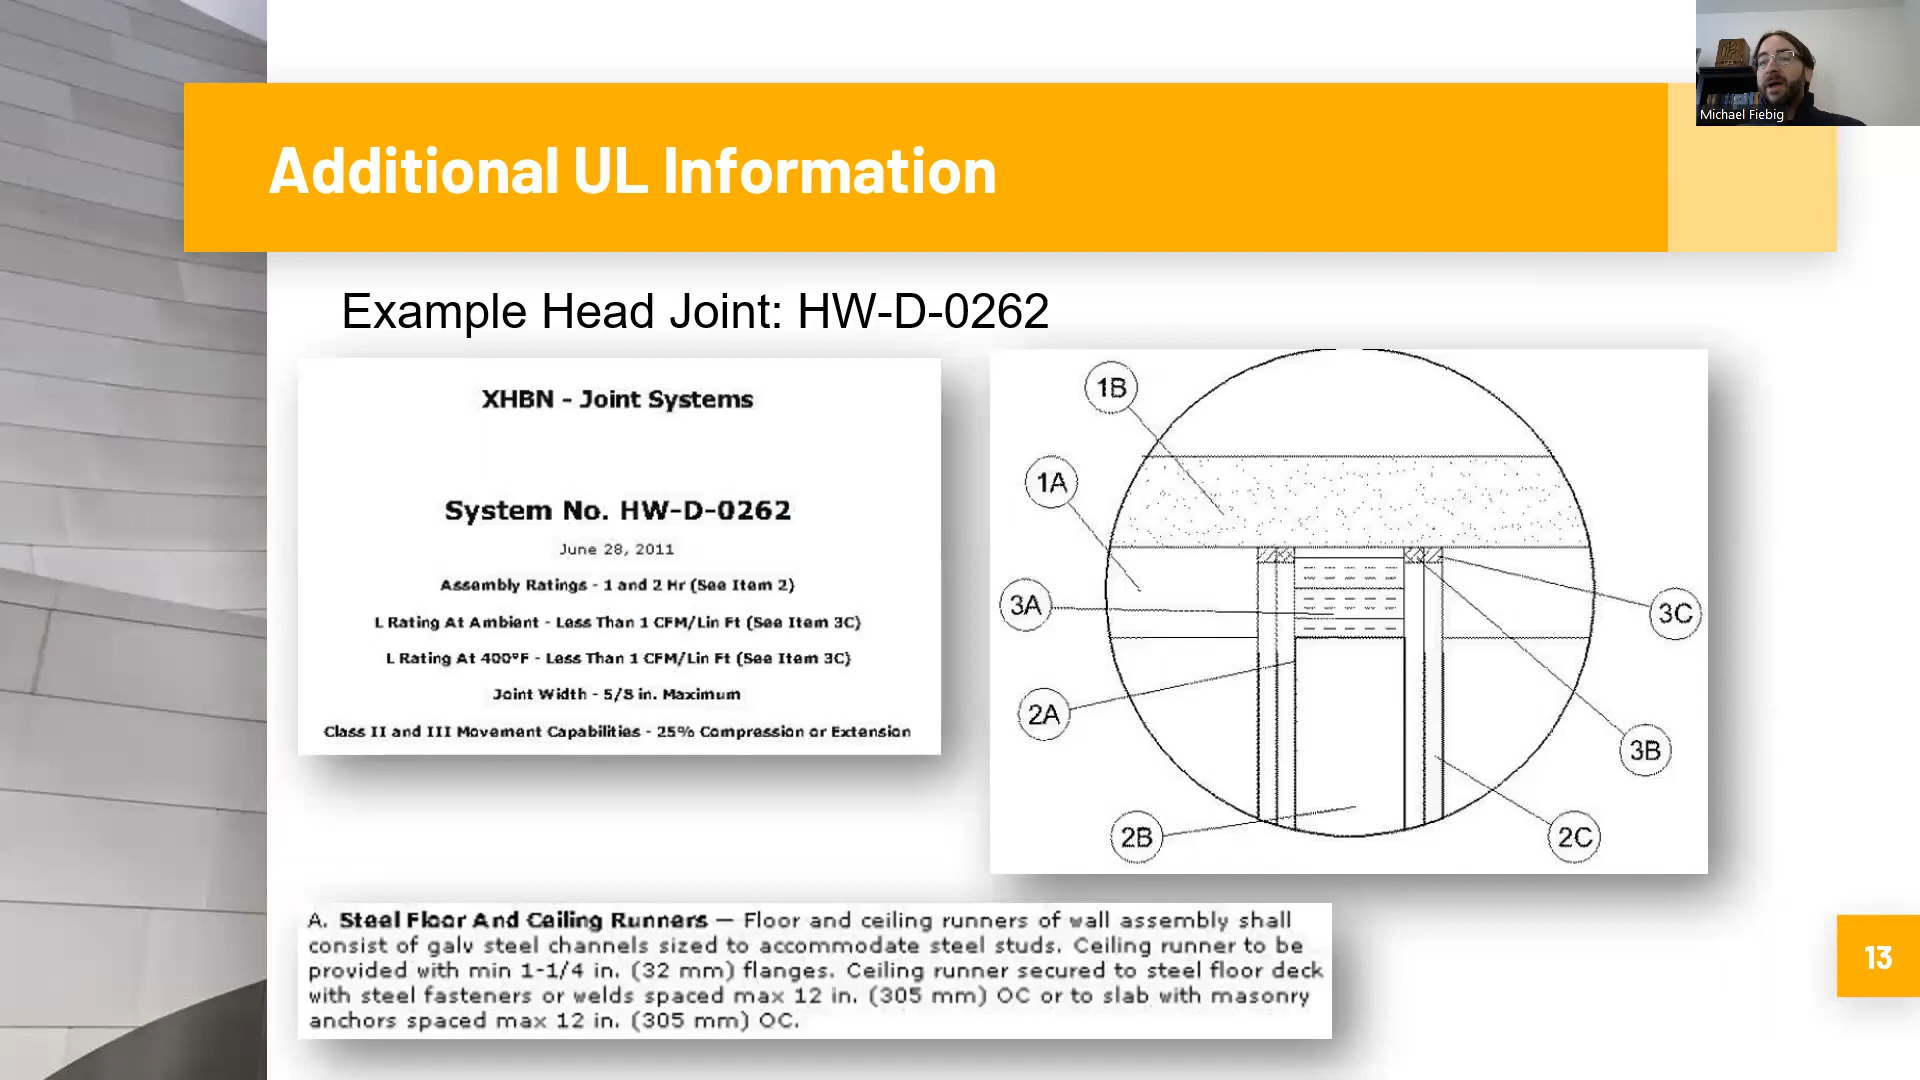 Michael Fiebig
Additional UL Information
Example Head Joint: HW-D-0262
XHBN - Joint Systems
System No. HW-D-0262
June 28, 2011
Assembly Ratings - 1 and 2 Hr (See Item 2)
L Rating At Ambient - Less Than 1 CFM/Lin Ft (See Item 3C)
L Rating At 400°F - Less Than 1 CFM/Lin Ft (See Item 3C)
Joint Width - 5/8 in. Maximum
Class II and III Movement Capabilities - 25% Compression or Extension
1B
1A
3A
3C
2A
3B
2B
2C
A. Steel Floor And Ceiling Runners — Floor and ceiling runners of wall assembly shall
consist of galv steel channels sized to accommodate steel studs. Ceiling runner to be
provided with min 1-1/4 in. (32 mm) flanges. Ceiling runner secured to steel floor deck
with steel fasteners or welds spaced max 12 in. (305 mm) OC or to slab with masonry
anchors spaced max 12 in. (305 mm) OC.
13